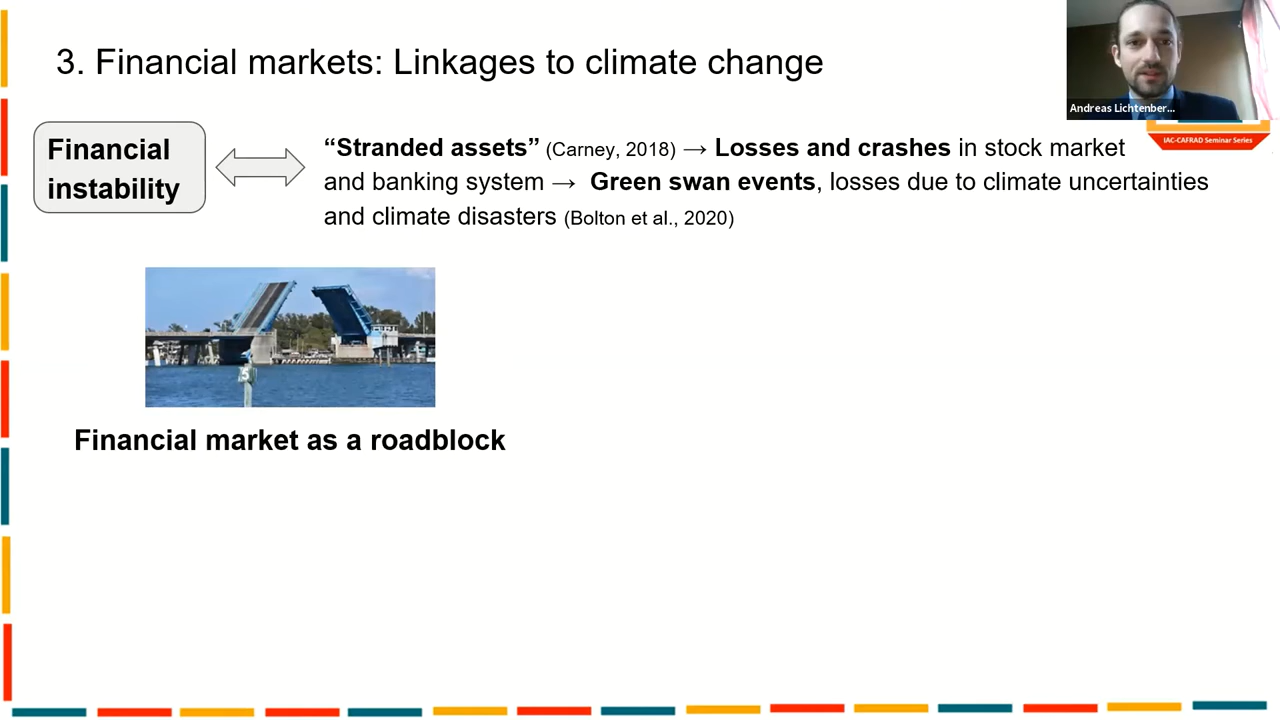 3. Financial markets: Linkages to climate change
Andreas Lichtenber...
IAC-CAFRAD Seminar Series
Financial
instability
“Stranded assets” (Carney, 2018) → Losses and crashes in stock market
and banking system → Green swan events, losses due to climate uncertainties
and climate disasters (Bolton et al., 2020)
5
Financial market as a roadblock